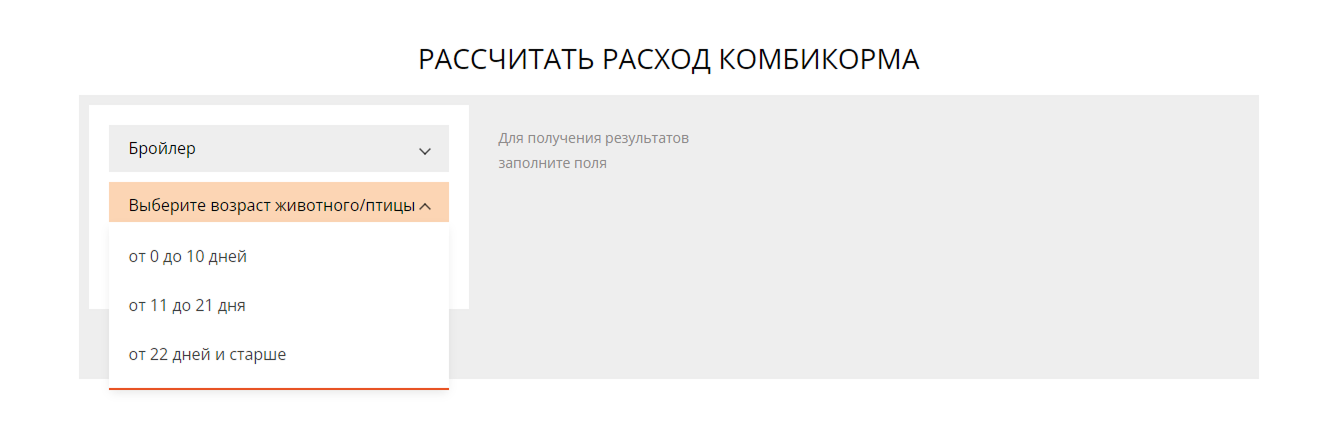 РАССЧИТАТЬ РАСХОД КОМБИКОРМА
Бройлер
Выберите возраст животного/птицы
от 0 до 10 дней
от 11 до 21 дня
от 22 дней и старше
Для получения результатов
заполните поля